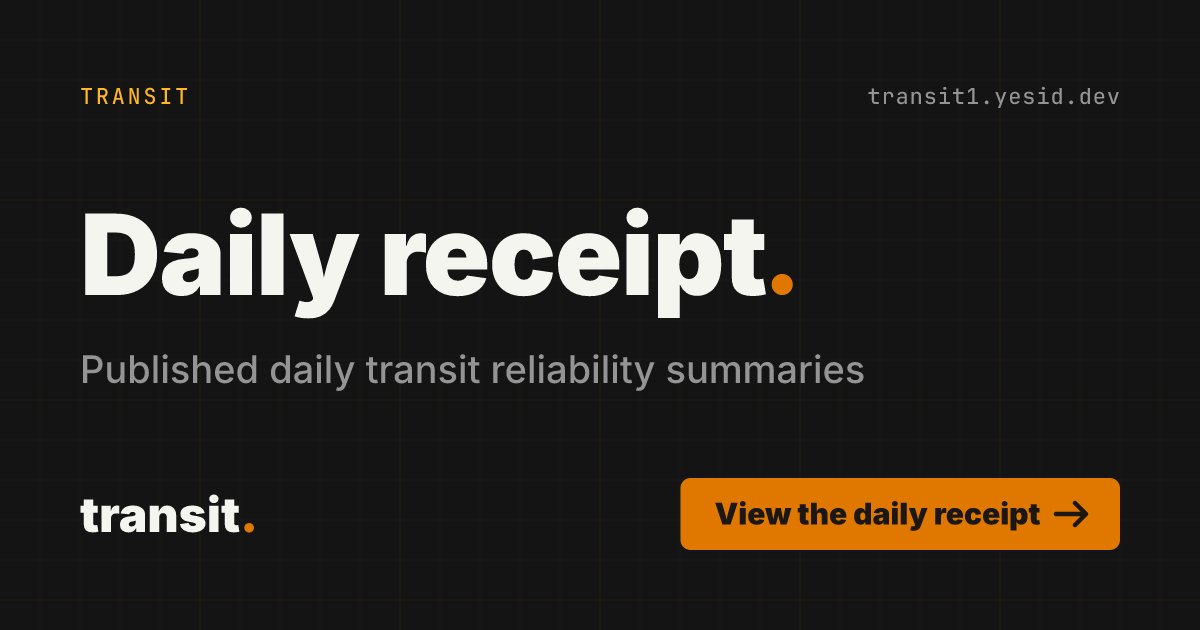 TRANSIT
transit1.yesid.dev
Daily receipt.
Published daily transit reliability summaries
transit.
View the daily receipt →